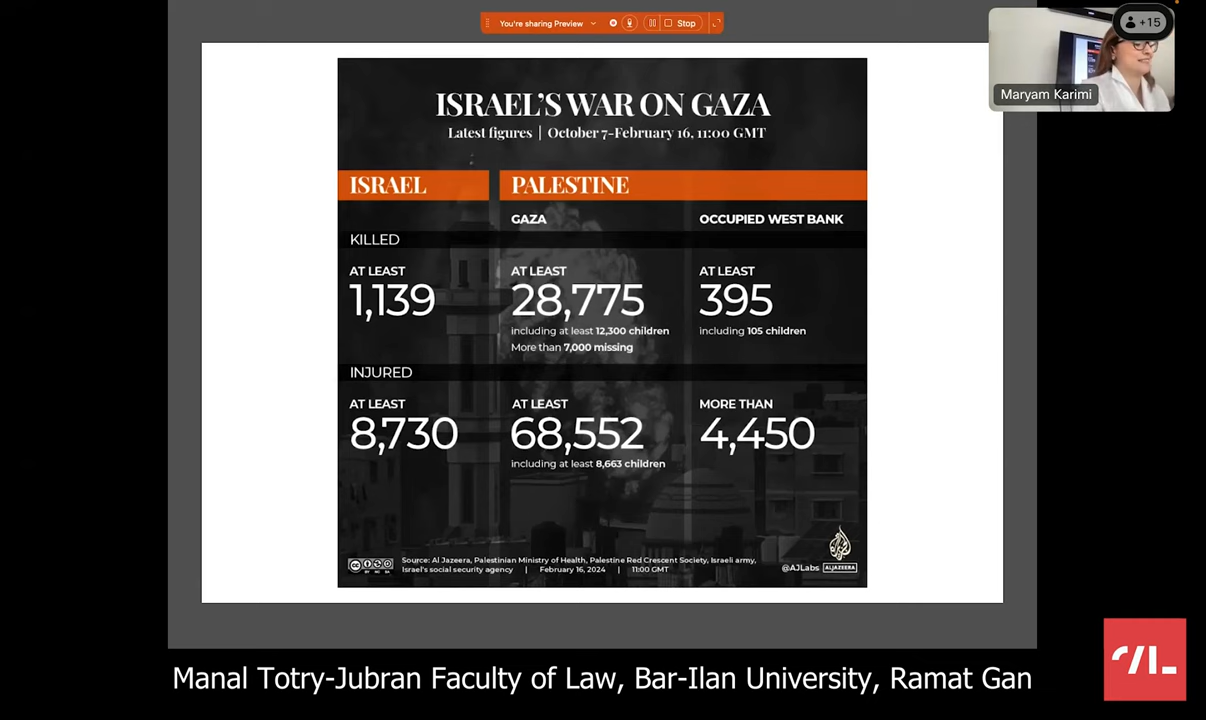 You're sharing Preview
Stop
+15
Maryam Karimi
ISRAEL'S WAR ON GAZA
Latest figures | October 7-February 16, 11:00 GMT
ISRAEL
PALESTINE
GAZA
OCCUPIED WEST BANK
KILLED
AT LEAST
1,139
AT LEAST
28,775
including at least 12,300 children
More than 7,000 missing
AT LEAST
395
including 105 children
INJURED
AT LEAST
8,730
AT LEAST
68,552
including at least 8,663 children
MORE THAN
4,450
Source: Al Jazeera, Palestinian Ministry of Health, Palestine Red Crescent Society, Israeli army,
Israel's social security agency | February 16, 2024 | 11:00 GMT
@AJLabs
ALJAZEERA
Manal Totry-Jubran Faculty of Law, Bar-Ilan University, Ramat Gan